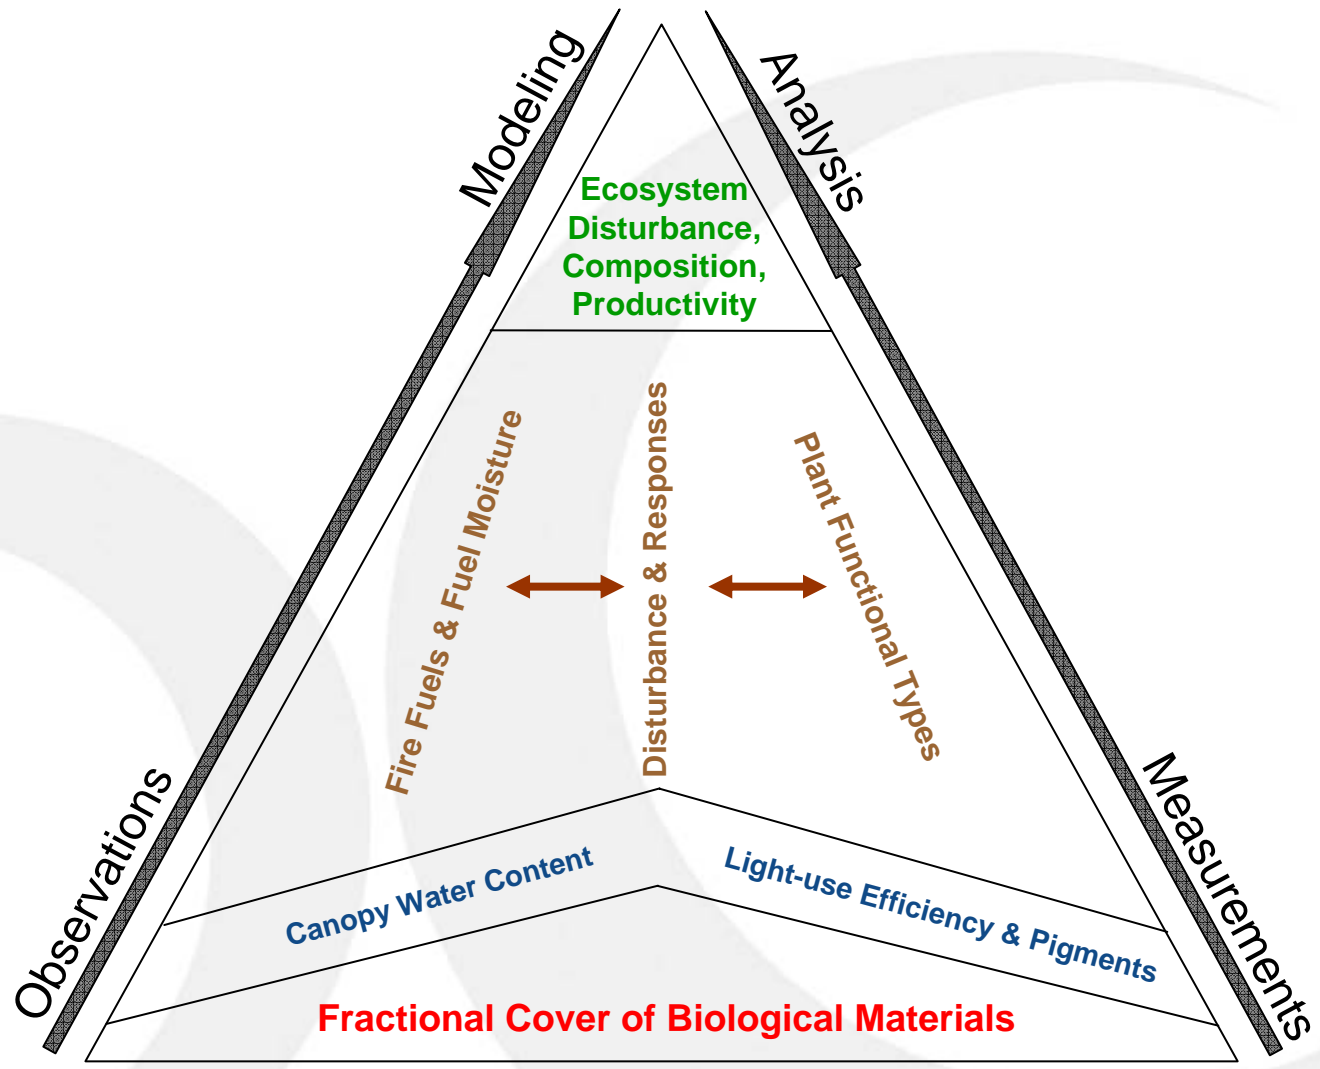 Modeling
Analysis
Ecosystem
Disturbance,
Composition,
Productivity
Fire Fuels & Fuel Moisture
Disturbance & Responses
Plant Functional Types
Observations
Measurements
Canopy Water Content
Light-use Efficiency & Pigments
Fractional Cover of Biological Materials